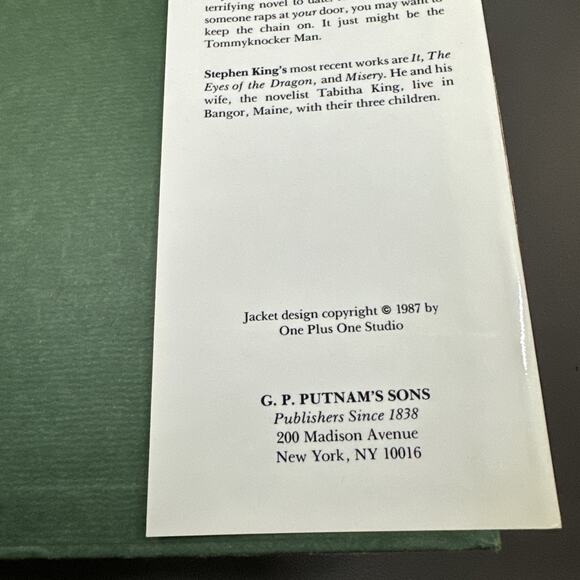 terrifying novel to date.
someone raps at your door, you may want to
keep the chain on. It just might be the
Tommyknocker Man.
Stephen King's most recent works are It, The
Eyes of the Dragon, and Misery. He and his
wife, the novelist Tabitha King, live in
Bangor, Maine, with their three children.
Jacket design copyright © 1987 by
One Plus One Studio
G. P. PUTNAM'S SONS
Publishers Since 1838
200 Madison Avenue
New York, NY 10016